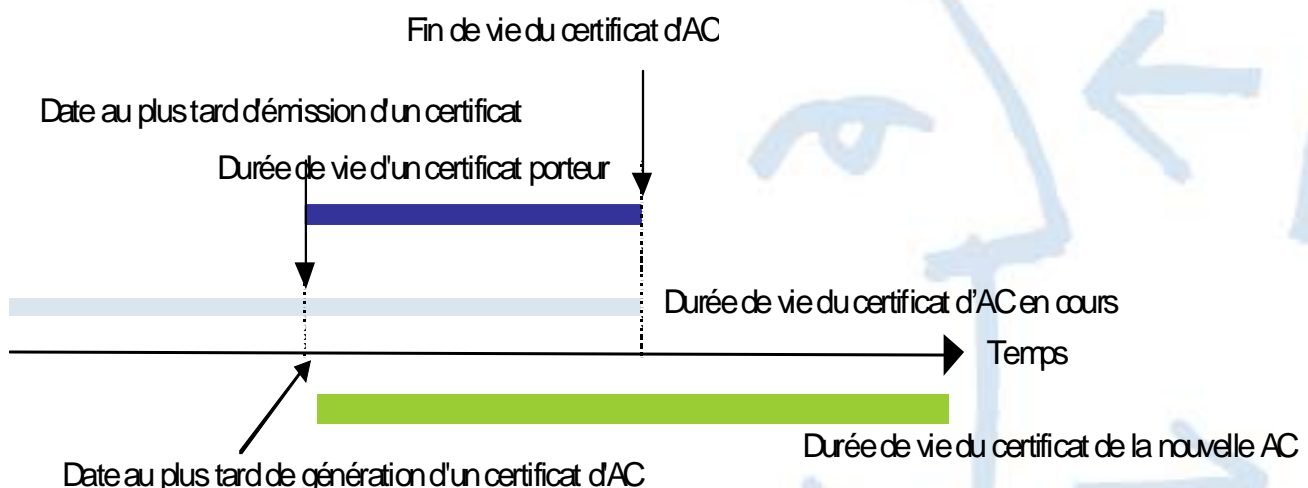 Fin de vie du certificat d'AC
Date au plus tard d'émission d'un certificat
Durée de vie d'un certificat porteur
Durée de vie du certificat d'AC en cours
Temps
Durée de vie du certificat de la nouvelle AC
Date au plus tard de génération d'un certificat d'AC